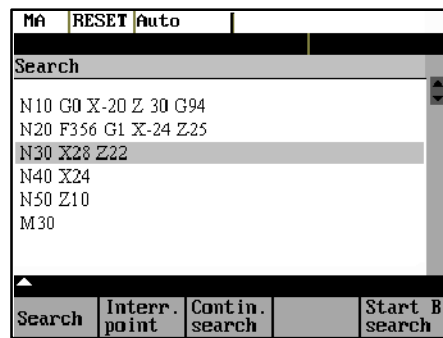 MA RESET Auto
Search
N10 G0 X-20 Z 30 G94
N20 F356 G1 X-24 Z25
N30 X28 Z22
N40 X24
N50 Z10
M30
Search Interr. point Contin. search Start B search